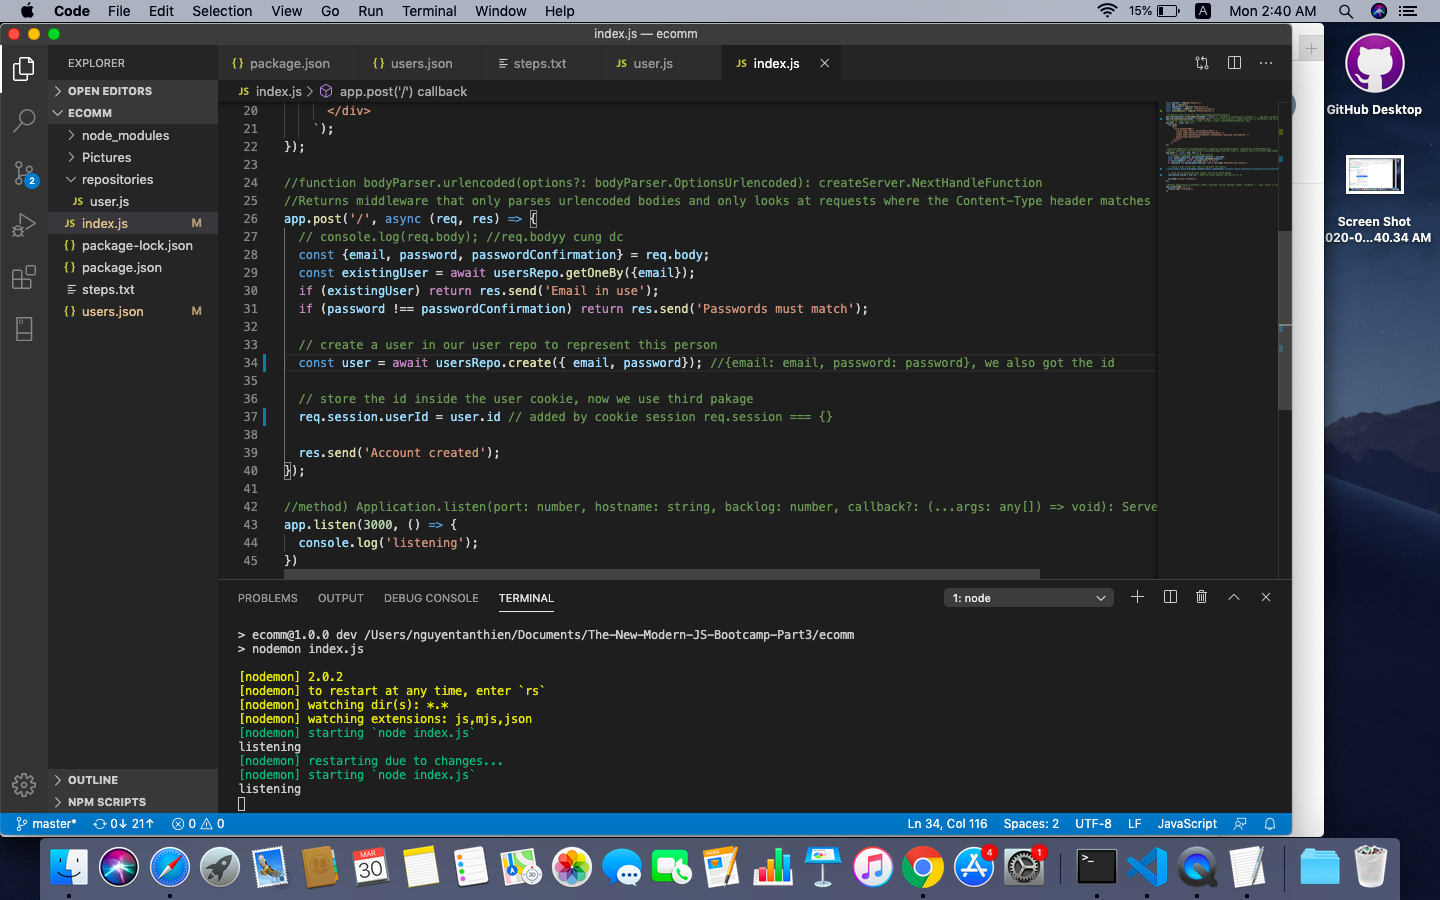 Code File Edit Selection View Go Run Terminal Window Help 15% A Mon 2:40 AM
index.js — ecomm
EXPLORER
OPEN EDITORS
ECOMM
node_modules
Pictures
repositories
JS user.js
JS index.js M
{} package-lock.json
{} package.json
steps.txt
{} users.json M
OUTLINE
NPM SCRIPTS
2
{} package.json {} users.json steps.txt JS user.js JS index.js
JS index.js > app.post('/') callback
20 </div>
21 `);
22 });
23
24 //function bodyParser.urlencoded(options?: bodyParser.OptionsUrlencoded): createServer.NextHandleFunction
25 //Returns middleware that only parses urlencoded bodies and only looks at requests where the Content-Type header matches
26 app.post('/', async (req, res) => {
27 // console.log(req.body); //req.bodyy cung dc
28 const {email, password, passwordConfirmation} = req.body;
29 const existingUser = await usersRepo.getOneBy({email});
30 if (existingUser) return res.send('Email in use');
31 if (password !== passwordConfirmation) return res.send('Passwords must match');
32
33 // create a user in our user repo to represent this person
34 const user = await usersRepo.create({ email, password}); //{email: email, password: password}, we also got the id
35
36 // store the id inside the user cookie, now we use third pakage
37 req.session.userId = user.id // added by cookie session req.session === {}
38
39 res.send('Account created');
40 });
41
42 //method) Application.listen(port: number, hostname: string, backlog: number, callback?: (...args: any[]) => void): Serve
43 app.listen(3000, () => {
44 console.log('listening');
45 })
PROBLEMS OUTPUT DEBUG CONSOLE TERMINAL 1: node
> ecomm@1.0.0 dev /Users/nguyentanthien/Documents/The-New-Modern-JS-Bootcamp-Part3/ecomm
> nodemon index.js
[nodemon] 2.0.2
[nodemon] to restart at any time, enter `rs`
[nodemon] watching dir(s): *.*
[nodemon] watching extensions: js,mjs,json
[nodemon] starting `node index.js`
listening
[nodemon] restarting due to changes...
[nodemon] starting `node index.js`
listening
master* 0↓ 21↑ 0 0 Ln 34, Col 116 Spaces: 2 UTF-8 LF JavaScript
GitHub Desktop
Screen Shot
020-0...40.34 AM
MAR
30
4
1
>_